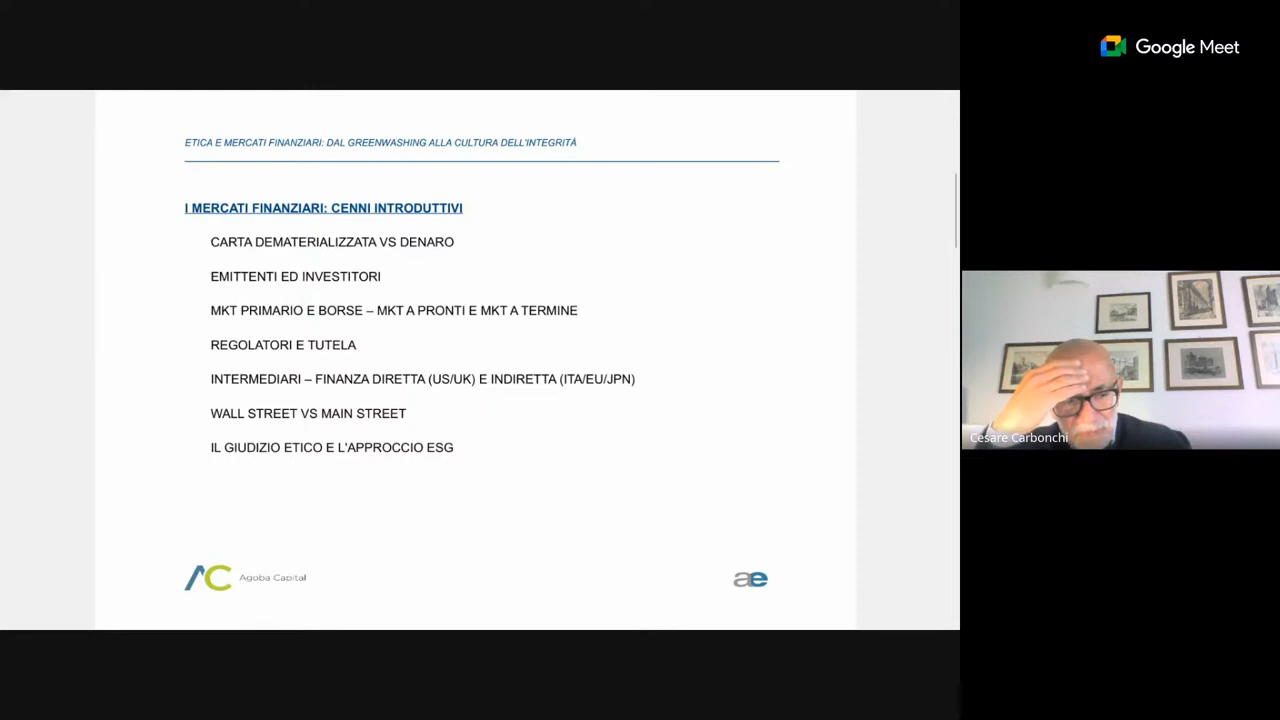 Google Meet
ETICA E MERCATI FINANZIARI: DAL GREENWASHING ALLA CULTURA DELL'INTEGRITÀ
I MERCATI FINANZIARI: CENNI INTRODUTTIVI
CARTA DEMATERIALIZZATA VS DENARO
EMITTENTI ED INVESTITORI
MKT PRIMARIO E BORSE – MKT A PRONTI E MKT A TERMINE
REGOLATORI E TUTELA
INTERMEDIARI – FINANZA DIRETTA (US/UK) E INDIRETTA (ITA/EU/JPN)
WALL STREET VS MAIN STREET
IL GIUDIZIO ETICO E L'APPROCCIO ESG
AC Agoba Capital
ae
Cesare Carbonchi